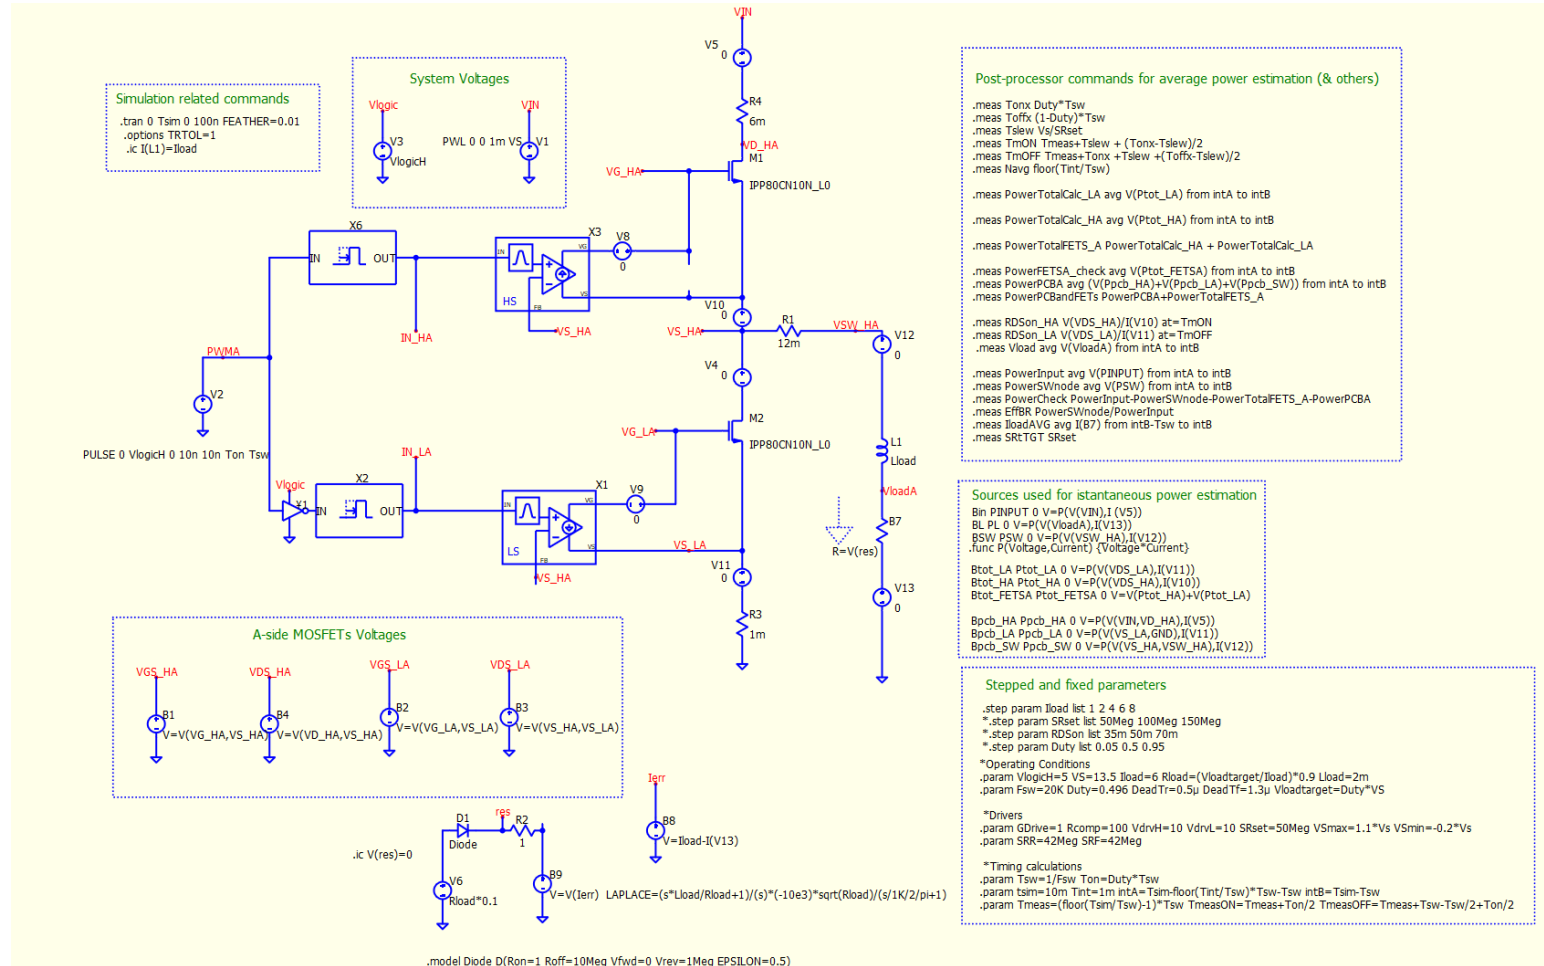 VIN
V5
0
R4
6m
VD_HA
M1
IPP80CN10N_L0
VG_HA
Simulation related commands
.tran 0 Tsim 0 100n FEATHER=0.01
.options TRTOL=1
.ic I(L1)=Iload
System Voltages
Vlogic
V3
VlogicH
VIN
PWL 0 0 1m VS
V1
X6
IN
OUT
IN_HA
X3
IN
HS
VG
VS
FB
VS_HA
V8
0
V10
0
VS_HA
R1
12m
VSW_HA
V12
0
V4
0
PWMA
V2
PULSE 0 VlogicH 0 10n 10n Ton Tsw
Vlogic
X1
X2
IN
OUT
IN_LA
X1
IN
LS
VG
VS
FB
VS_HA
V9
0
VG_LA
M2
IPP80CN10N_L0
VS_LA
V11
0
R3
1m
L1
Lload
VloadA
B7
R=V(res)
V13
0
A-side MOSFETs Voltages
VGS_HA
B1
V=V(VG_HA,VS_HA)
VDS_HA
B4
V=V(VD_HA,VS_HA)
VGS_LA
B2
V=V(VG_LA,VS_LA)
VDS_LA
B3
V=V(VS_HA,VS_LA)
Ierr
B8
V=Iload-I(V13)
D1
Diode
res
R2
1
.ic V(res)=0
V6
Rload*0.1
B9
V=V(Ierr) LAPLACE=(s*Lload/Rload+1)/(s)*(-10e3)*sqrt(Rload)/(s/1K/2/pi+1)
.model Diode D(Ron=1 Roff=10Meg Vfwd=0 Vrev=1Meg EPSILON=0.5)
Post-processor commands for average power estimation (& others)
.meas Tonx Duty*Tsw
.meas Toffx (1-Duty)*Tsw
.meas Tslew Vs/SRset
.meas TmON Tmeas+Tslew + (Tonx-Tslew)/2
.meas TmOFF Tmeas+Tonx +Tslew +(Toffx-Tslew)/2
.meas Navg floor(Tint/Tsw)
.meas PowerTotalCalc_LA avg V(Ptot_LA) from intA to intB
.meas PowerTotalCalc_HA avg V(Ptot_HA) from intA to intB
.meas PowerTotalFETS_A PowerTotalCalc_HA + PowerTotalCalc_LA
.meas PowerFETSA_check avg V(Ptot_FETSA) from intA to intB
.meas PowerPCBA avg (V(Ppcb_HA)+V(Ppcb_LA)+V(Ppcb_SW)) from intA to intB
.meas PowerPCBandFETs PowerPCBA+PowerTotalFETS_A
.meas RDSon_HA V(VDS_HA)/I(V10) at=TmON
.meas RDSon_LA V(VDS_LA)/I(V11) at=TmOFF
.meas Vload avg V(VloadA) from intA to intB
.meas PowerInput avg V(PINPUT) from intA to intB
.meas PowerSWnode avg V(PSW) from intA to intB
.meas PowerCheck PowerInput-PowerSWnode-PowerTotalFETS_A-PowerPCBA
.meas EffBR PowerSWnode/PowerInput
.meas IloadAVG avg I(B7) from intB-Tsw to intB
.meas SRtTGT SRset
Sources used for istantaneous power estimation
Bin PINPUT 0 V=P(V(VIN),I (V5))
BL PL 0 V=P(V(VloadA),I(V13))
BSW PSW 0 V=P(V(VSW_HA),I(V12))
.func P(Voltage,Current) {Voltage*Current}
Btot_LA Ptot_LA 0 V=P(V(VDS_LA),I(V11))
Btot_HA Ptot_HA 0 V=P(V(VDS_HA),I(V10))
Btot_FETSA Ptot_FETSA 0 V=V(Ptot_HA)+V(Ptot_LA)
Bpcb_HA Ppcb_HA 0 V=P(V(VIN,VD_HA),I(V5))
Bpcb_LA Ppcb_LA 0 V=P(V(VS_LA,GND),I(V11))
Bpcb_SW Ppcb_SW 0 V=P(V(VS_HA,VSW_HA),I(V12))
Stepped and fixed parameters
.step param Iload list 1 2 4 6 8
*.step param SRset list 50Meg 100Meg 150Meg
*.step param RDSon list 35m 50m 70m
*.step param Duty list 0.05 0.5 0.95
*Operating Conditions
.param VlogicH=5 VS=13.5 Iload=6 Rload=(Vloadtarget/Iload)*0.9 Lload=2m
.param Fsw=20K Duty=0.496 DeadTr=0.5µ DeadTf=1.3µ Vloadtarget=Duty*VS
*Drivers
.param GDrive=1 Rcomp=100 VdrvH=10 VdrvL=10 SRset=50Meg VSmax=1.1*Vs VSmin=-0.2*Vs
.param SRR=42Meg SRF=42Meg
*Timing calculations
.param Tsw=1/Fsw Ton=Duty*Tsw
.param tsim=10m Tint=1m intA=Tsim-floor(Tint/Tsw)*Tsw-Tsw intB=Tsim-Tsw
.param Tmeas=(floor(Tsim/Tsw)-1)*Tsw TmeasON=Tmeas+Ton/2 TmeasOFF=Tmeas+Tsw-Tsw/2+Ton/2